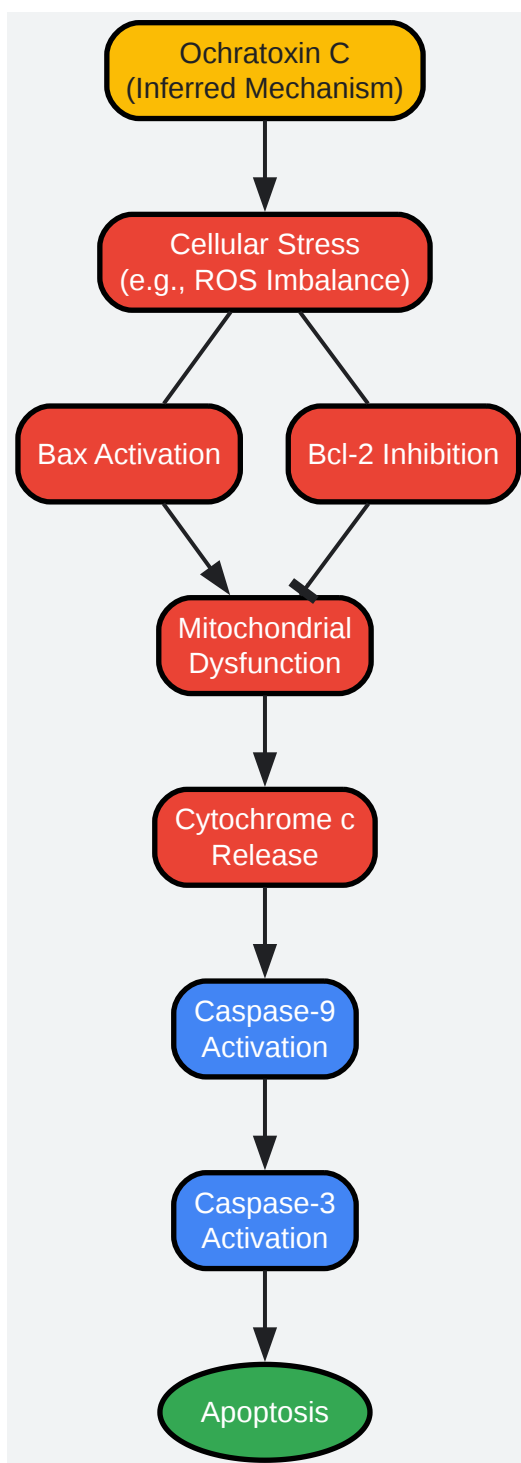 Ochratoxin C
(Inferred Mechanism)
Cellular Stress
(e.g., ROS Imbalance)
Bax Activation
Bcl-2 Inhibition
Mitochondrial
Dysfunction
Cytochrome c
Release
Caspase-9
Activation
Caspase-3
Activation
Apoptosis